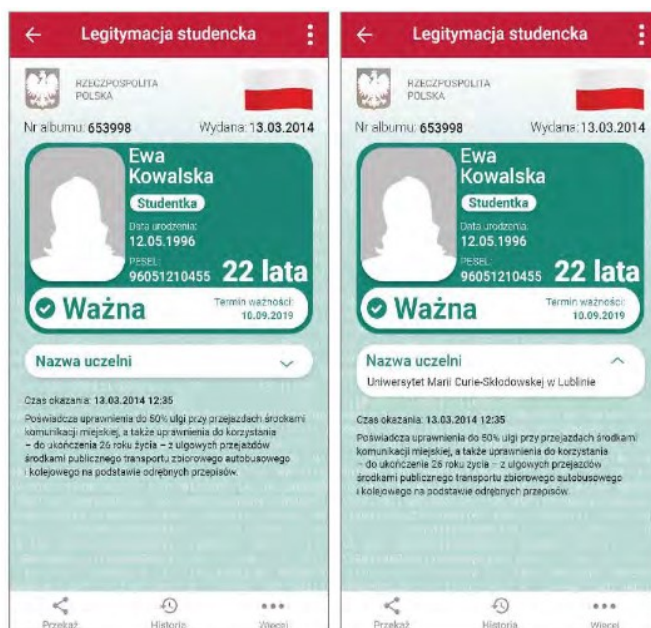 Legitymacja studencka
RZECZPOSPOLITA
POLSKA
Nr albumu: 653998 Wydana: 13.03.2014
Ewa
Kowalska
Studentka
Data urodzenia:
12.05.1996
PESEL:
96051210455 22 lata
Ważna
Termin ważności:
10.09.2019
Nazwa uczelni
Czas okazania: 13.03.2014 12:35
Poświadcza uprawnienia do 50% ulgi przy przejazdach środkami
komunikacji miejskiej, a także uprawnienia do korzystania
– do ukończenia 26 roku życia – z ulgowych przejazdów
środkami publicznego transportu zbiorowego autobusowego
i kolejowego na podstawie odrębnych przepisów.
Przekaż Historia Więcej
Legitymacja studencka
RZECZPOSPOLITA
POLSKA
Nr albumu: 653998 Wydana: 13.03.2014
Ewa
Kowalska
Studentka
Data urodzenia:
12.05.1996
PESEL:
96051210455 22 lata
Ważna
Termin ważności:
10.09.2019
Nazwa uczelni
Uniwersytet Marii Curie-Skłodowskej w Lublinie
Czas okazania: 13.03.2014 12:35
Poświadcza uprawnienia do 50% ulgi przy przejazdach środkami
komunikacji miejskiej, a także uprawnienia do korzystania
– do ukończenia 26 roku życia – z ulgowych przejazdów
środkami publicznego transportu zbiorowego autobusowego
i kolejowego na podstawie odrębnych przepisów.
Przekaż Historia Więcej